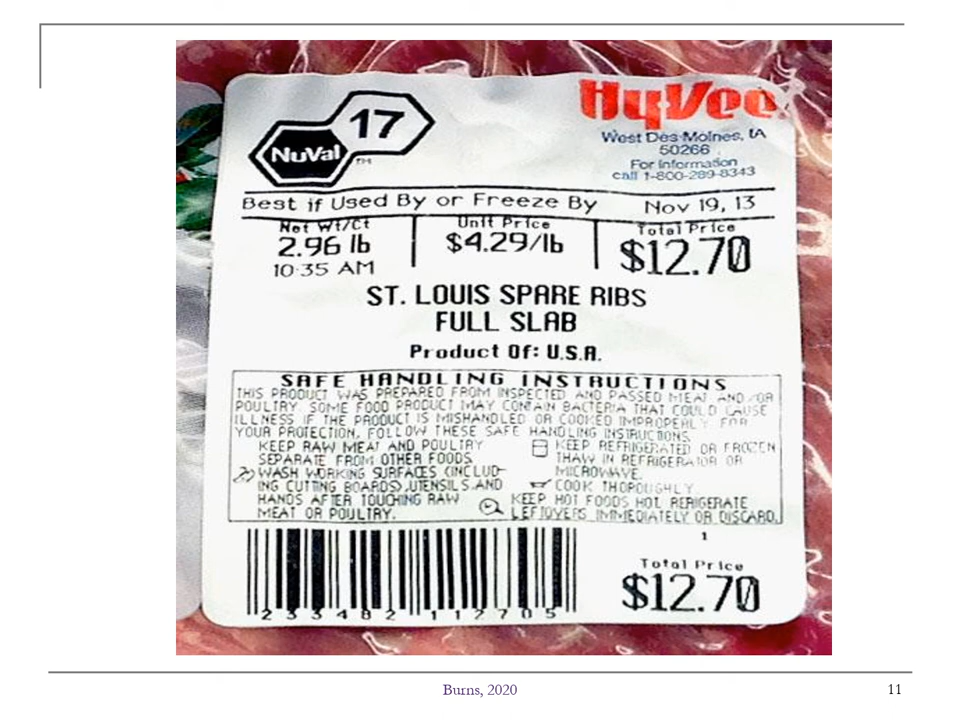 17
NuVal
TM
HyVee
West Des Moines, IA
50266
For information
call 1-800-289-8343
Best if Used By or Freeze By Nov 19, 13
Net Wt/Ct Unit Price Total Price
2.96 lb $4.29/lb $12.70
10:35 AM
ST. LOUIS SPARE RIBS
FULL SLAB
Product Of: U.S.A.
SAFE HANDLING INSTRUCTIONS
THIS PRODUCT WAS PREPARED FROM INSPECTED AND PASSED MEAT AND/OR
POULTRY. SOME FOOD PRODUCT MAY CONTAIN BACTERIA THAT COULD CAUSE
ILLNESS IF THE PRODUCT IS MISHANDLED OR COOKED IMPROPERLY. FOR
YOUR PROTECTION, FOLLOW THESE SAFE HANDLING INSTRUCTIONS.
KEEP RAW MEAT AND POULTRY
SEPARATE FROM OTHER FOODS.
WASH WORKING SURFACES (INCLUD-
ING CUTTING BOARDS), UTENSILS AND
HANDS AFTER TOUCHING RAW
MEAT OR POULTRY.
KEEP REFRIGERATED OR FROZEN
THAW IN REFRIGERATOR OR
MICROWAVE.
COOK THOROUGHLY
KEEP HOT FOODS HOT. REFRIGERATE
LEFTOVERS IMMEDIATELY OR DISCARD.
1
Total Price
$12.70
2 3 3 4 8 2 1 1 2 7 0 5
Burns, 2020
11